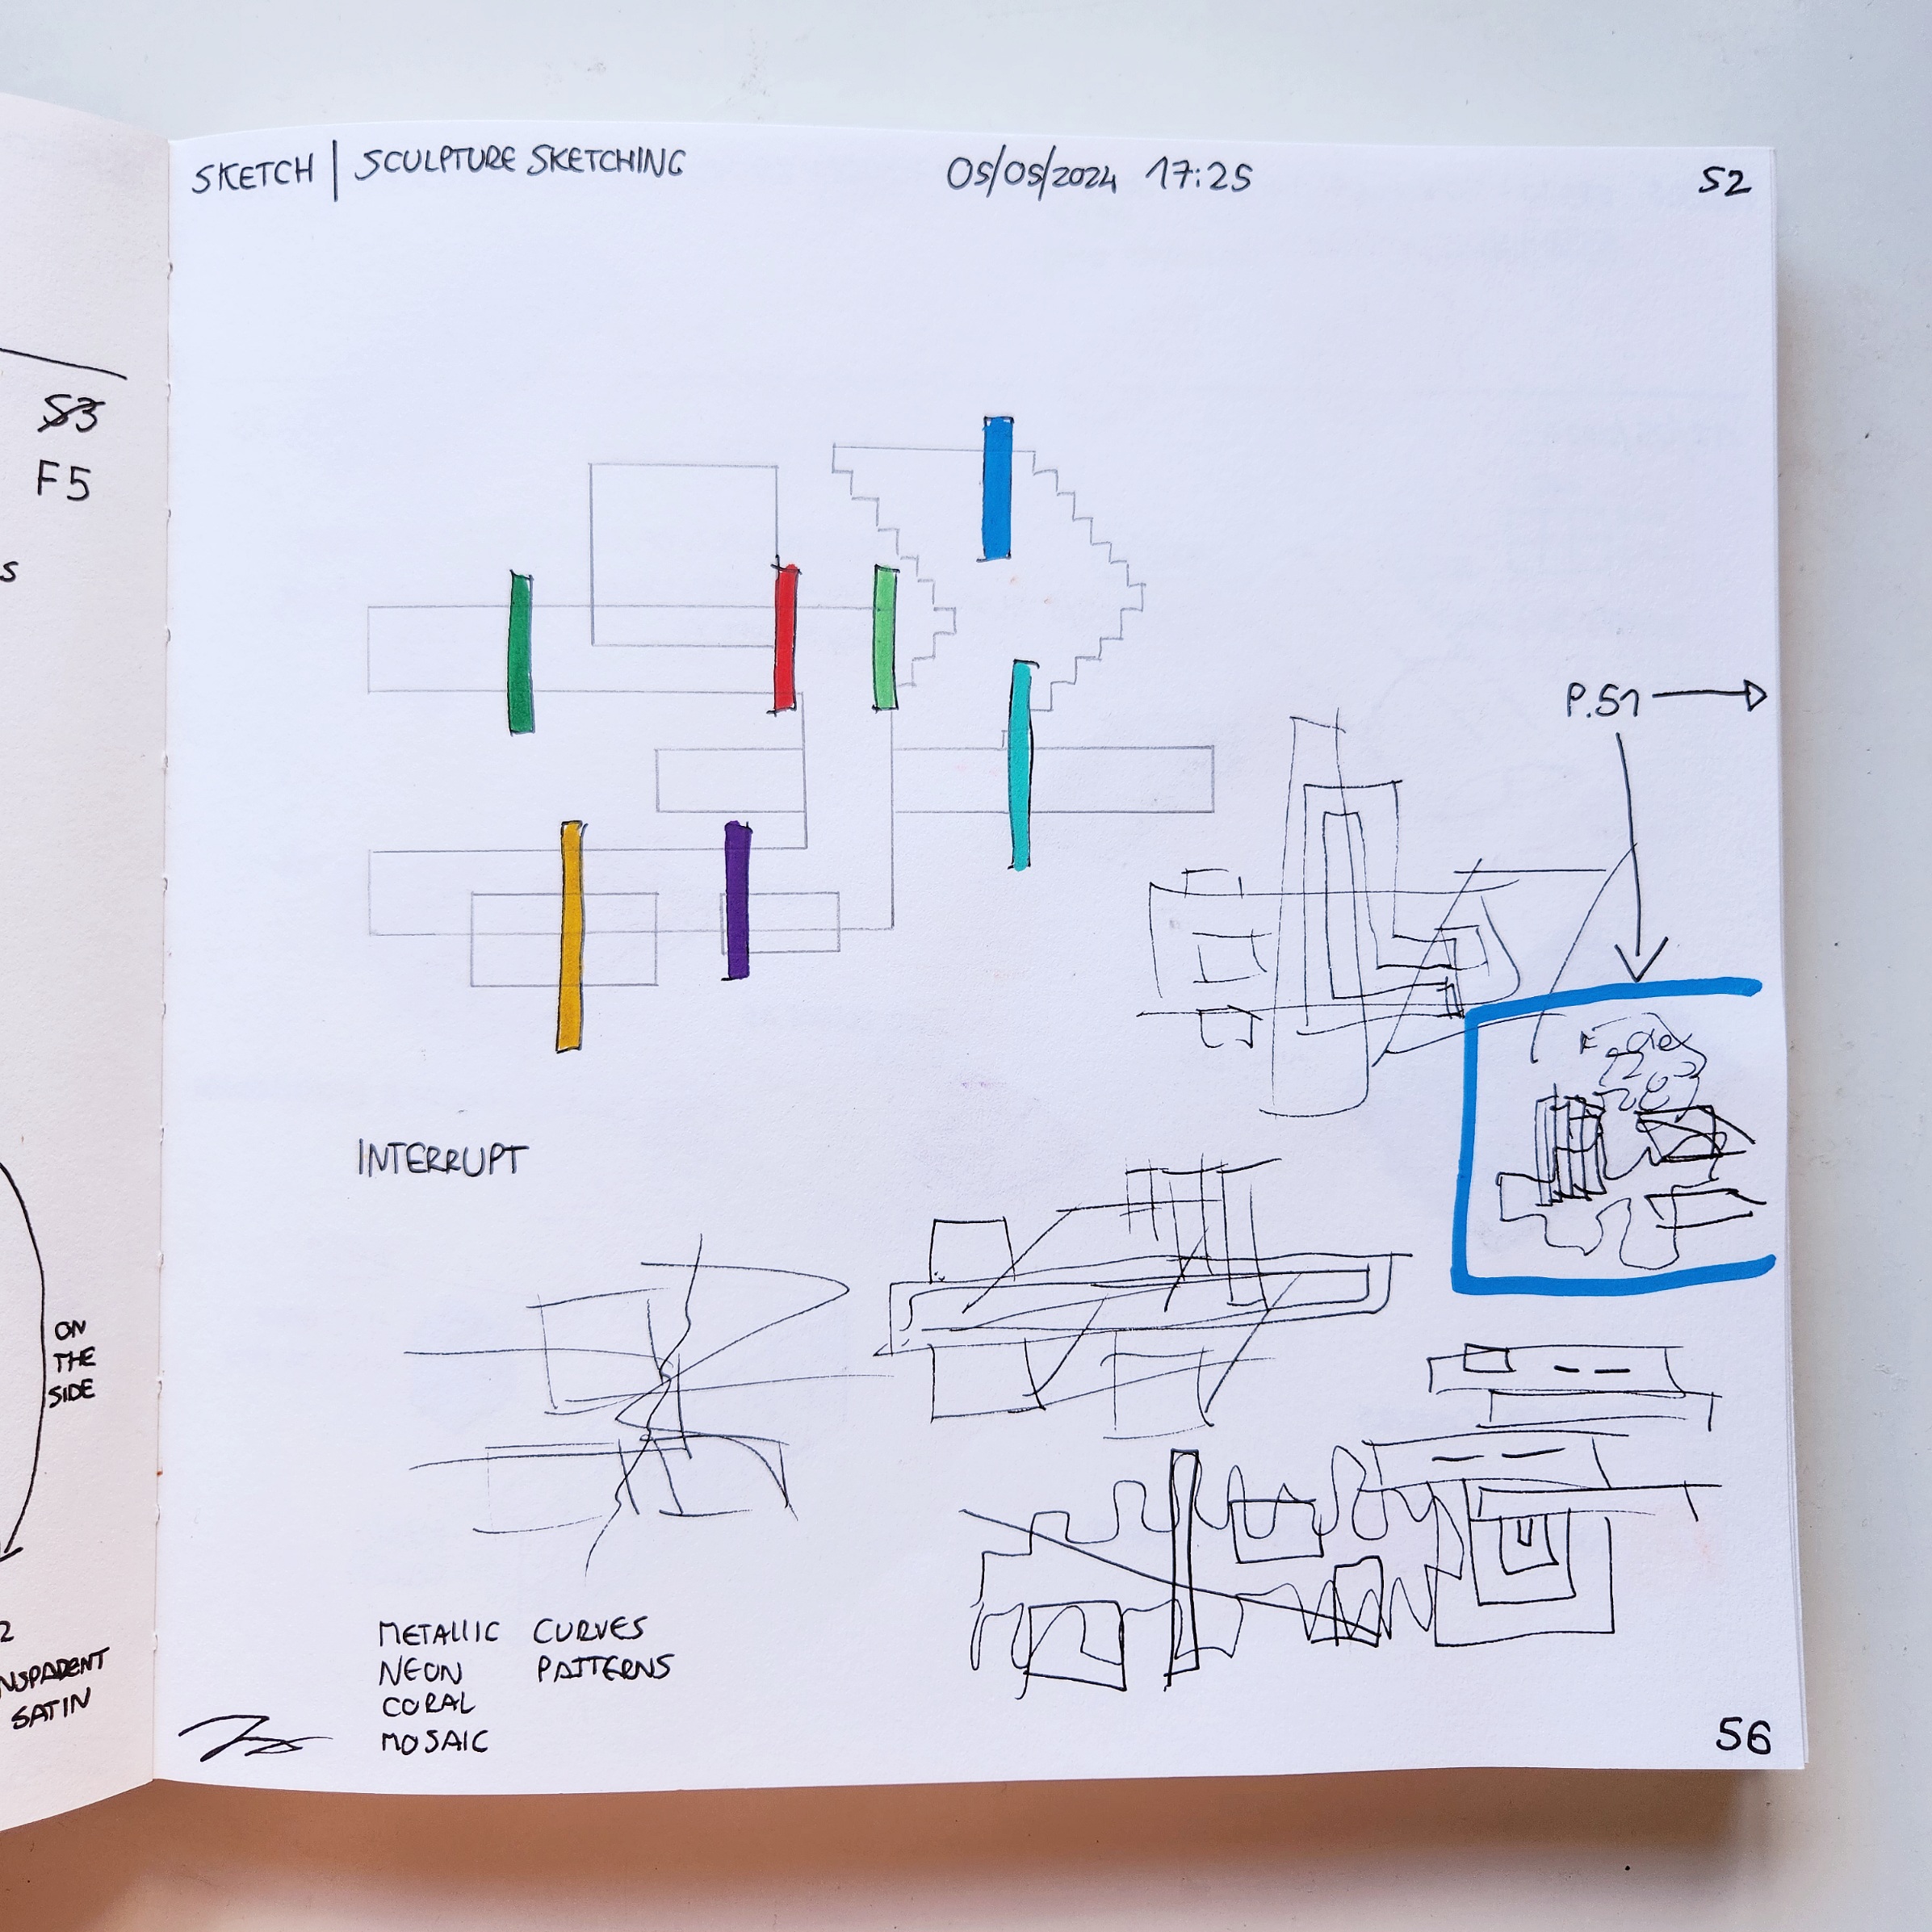 S3
F5
S
ON
THE
SIDE
2
NSPARENT
SATIN
SKETCH | SCULPTURE SKETCHING
05/05/2024 17:25
52
P.51
INTERRUPT
METALLIC CURVES
NEON PATTERNS
CORAL
MOSAIC
56